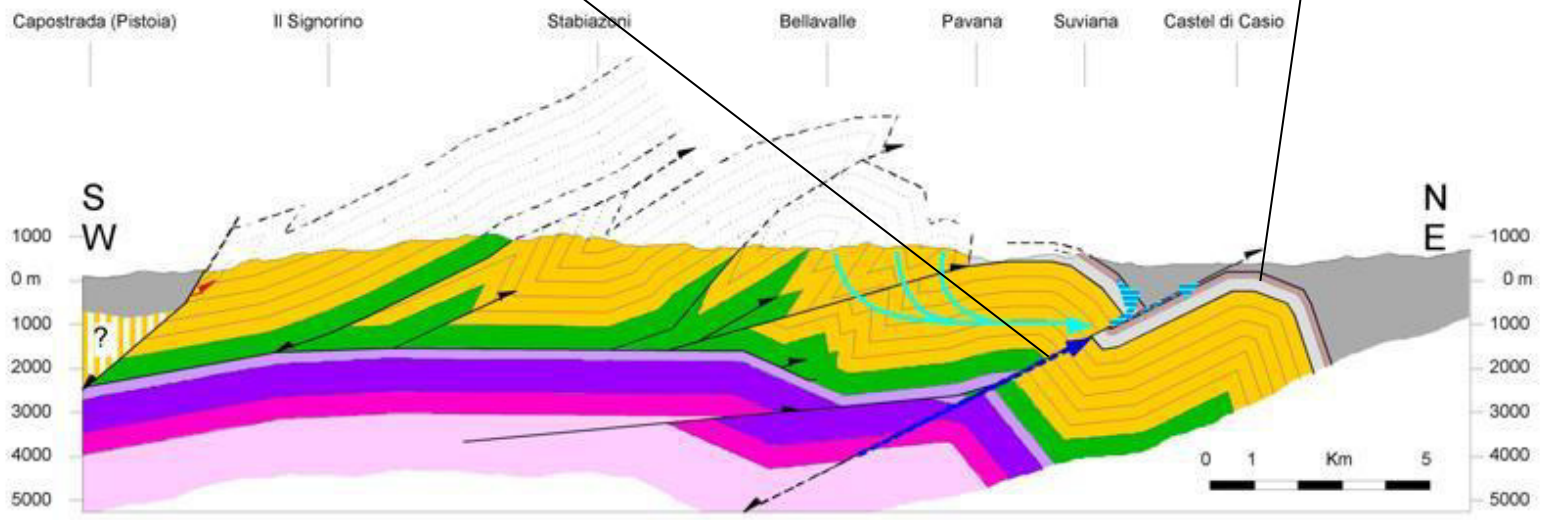 Capostrada (Pistoia) Il Signorino Stabiazoni Bellavalle Pavana Suviana Castel di Casio
S
W
N
E
1000 1000
0 m 0 m
1000 1000
?
2000 2000
3000 3000
4000 4000
0 1 Km 5
5000 5000